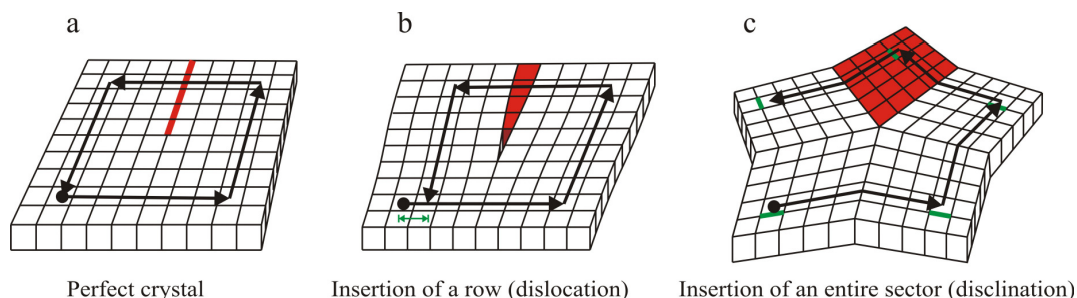 a
b
c
Perfect crystal
Insertion of a row (dislocation)
Insertion of an entire sector (disclination)